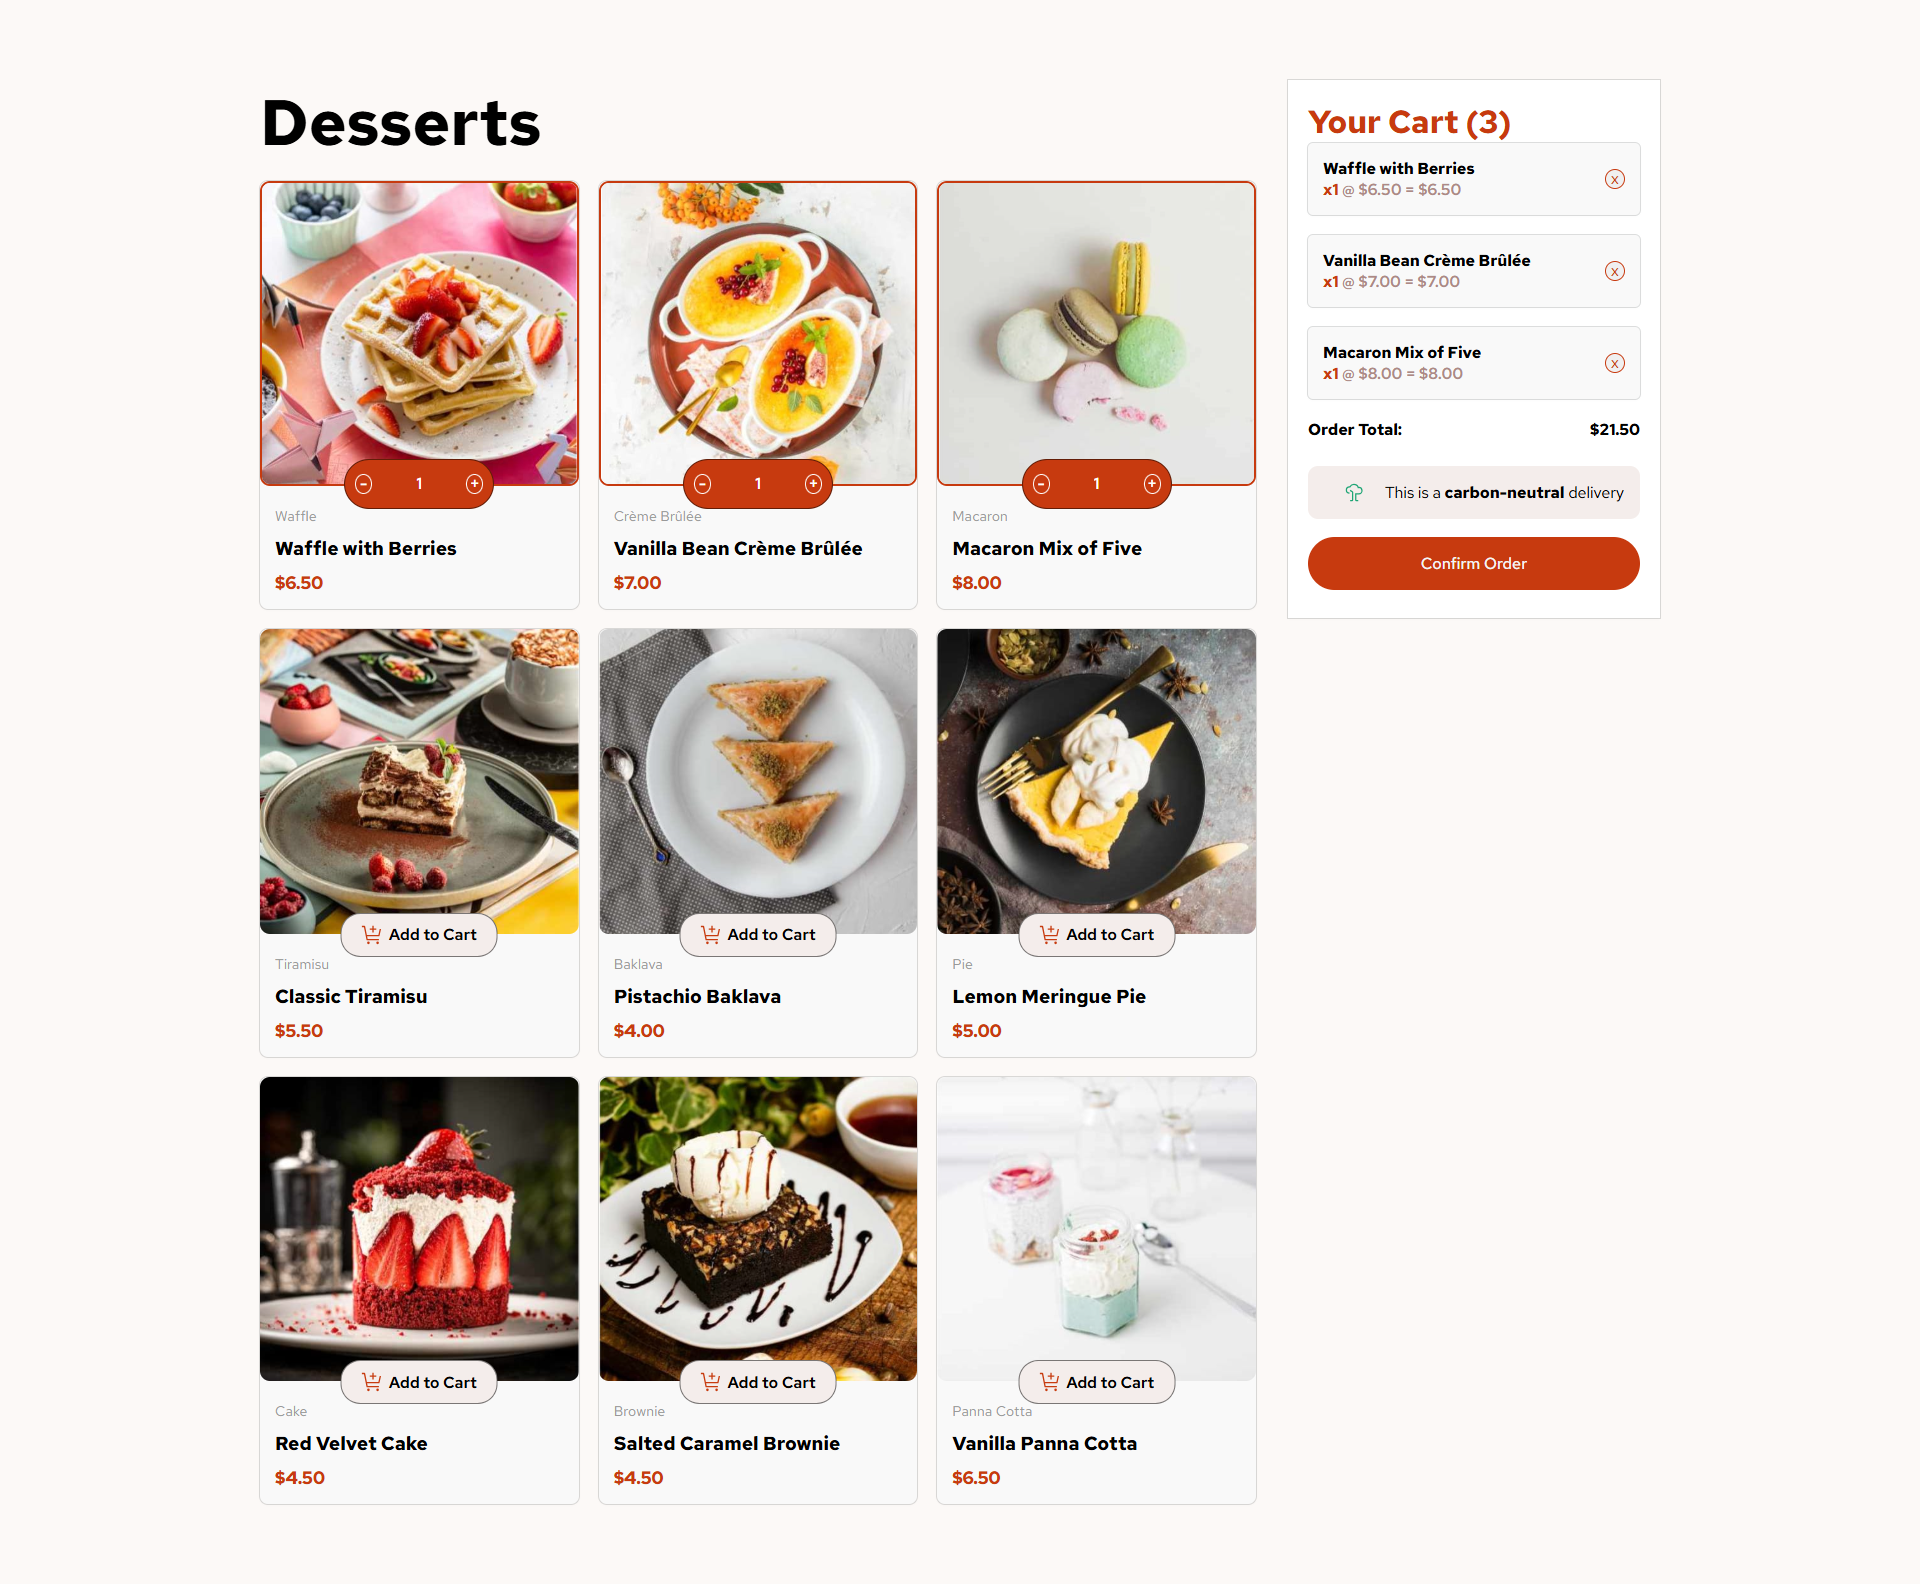 Desserts
- 1 +
Waffle
Waffle with Berries
$6.50
- 1 +
Crème Brûlée
Vanilla Bean Crème Brûlée
$7.00
- 1 +
Macaron
Macaron Mix of Five
$8.00
Add to Cart
Tiramisu
Classic Tiramisu
$5.50
Add to Cart
Baklava
Pistachio Baklava
$4.00
Add to Cart
Pie
Lemon Meringue Pie
$5.00
Add to Cart
Cake
Red Velvet Cake
$4.50
Add to Cart
Brownie
Salted Caramel Brownie
$4.50
Add to Cart
Panna Cotta
Vanilla Panna Cotta
$6.50
Your Cart (3)
Waffle with Berries
x1 @ $6.50 = $6.50
x
Vanilla Bean Crème Brûlée
x1 @ $7.00 = $7.00
x
Macaron Mix of Five
x1 @ $8.00 = $8.00
x
Order Total: $21.50
This is a carbon-neutral delivery
Confirm Order